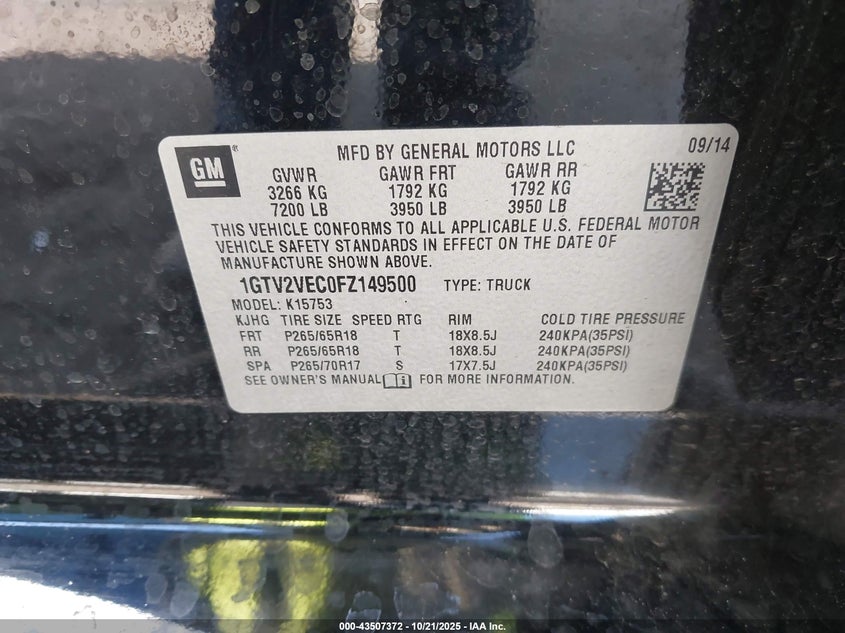 GM
MFD BY GENERAL MOTORS LLC 09/14
GVWR GAWR FRT GAWR RR
3266 KG 1792 KG 1792 KG
7200 LB 3950 LB 3950 LB
THIS VEHICLE CONFORMS TO ALL APPLICABLE U.S. FEDERAL MOTOR
VEHICLE SAFETY STANDARDS IN EFFECT ON THE DATE OF
MANUFACTURE SHOWN ABOVE.
1GTV2VEC0FZ149500 TYPE: TRUCK
MODEL: K15753
KJHG TIRE SIZE SPEED RTG RIM COLD TIRE PRESSURE
FRT P265/65R18 T 18X8.5J 240KPA(35PSI)
RR P265/65R18 T 18X8.5J 240KPA(35PSI)
SPA P265/70R17 S 17X7.5J 240KPA(35PSI)
SEE OWNER'S MANUAL FOR MORE INFORMATION.
000-43507372 - 10/21/2025 - IAA Inc.